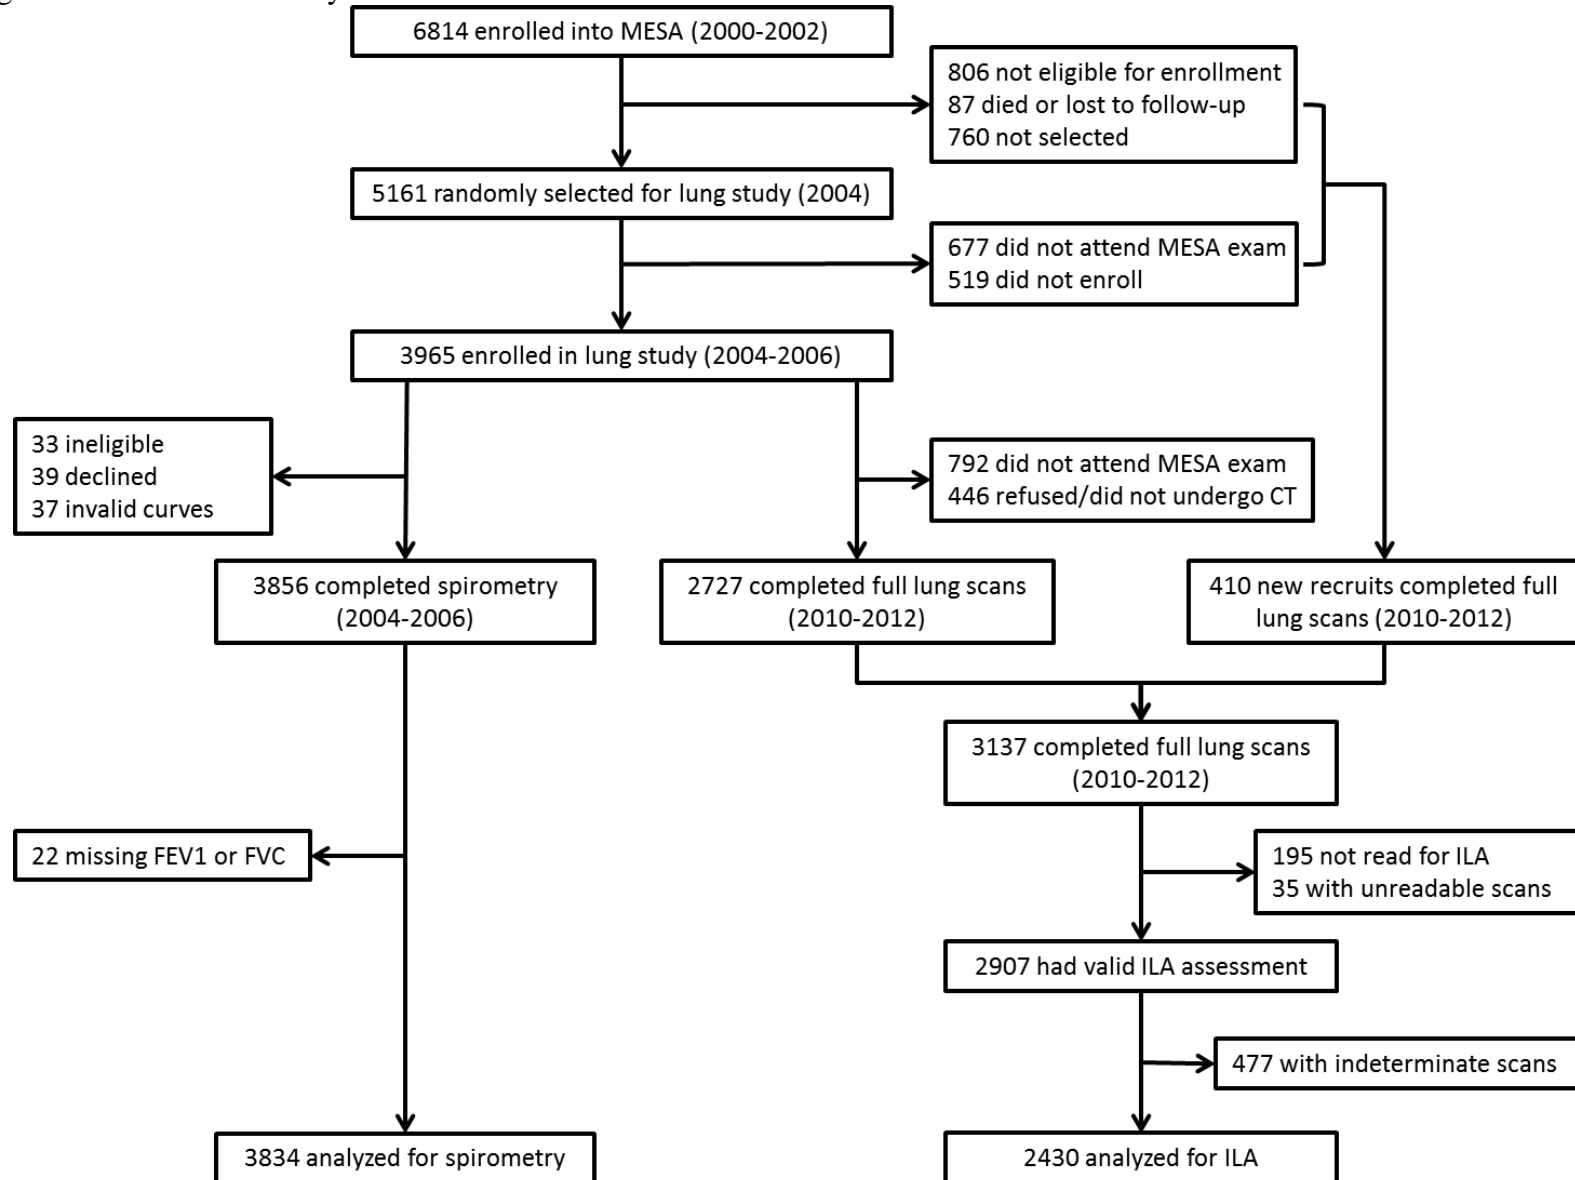 6814 enrolled into MESA (2000-2002)
806 not eligible for enrollment
87 died or lost to follow-up
760 not selected
5161 randomly selected for lung study (2004)
677 did not attend MESA exam
519 did not enroll
3965 enrolled in lung study (2004-2006)
33 ineligible
39 declined
37 invalid curves
792 did not attend MESA exam
446 refused/did not undergo CT
3856 completed spirometry
(2004-2006)
2727 completed full lung scans
(2010-2012)
410 new recruits completed full
lung scans (2010-2012)
3137 completed full lung scans
(2010-2012)
22 missing FEV1 or FVC
195 not read for ILA
35 with unreadable scans
2907 had valid ILA assessment
477 with indeterminate scans
3834 analyzed for spirometry
2430 analyzed for ILA